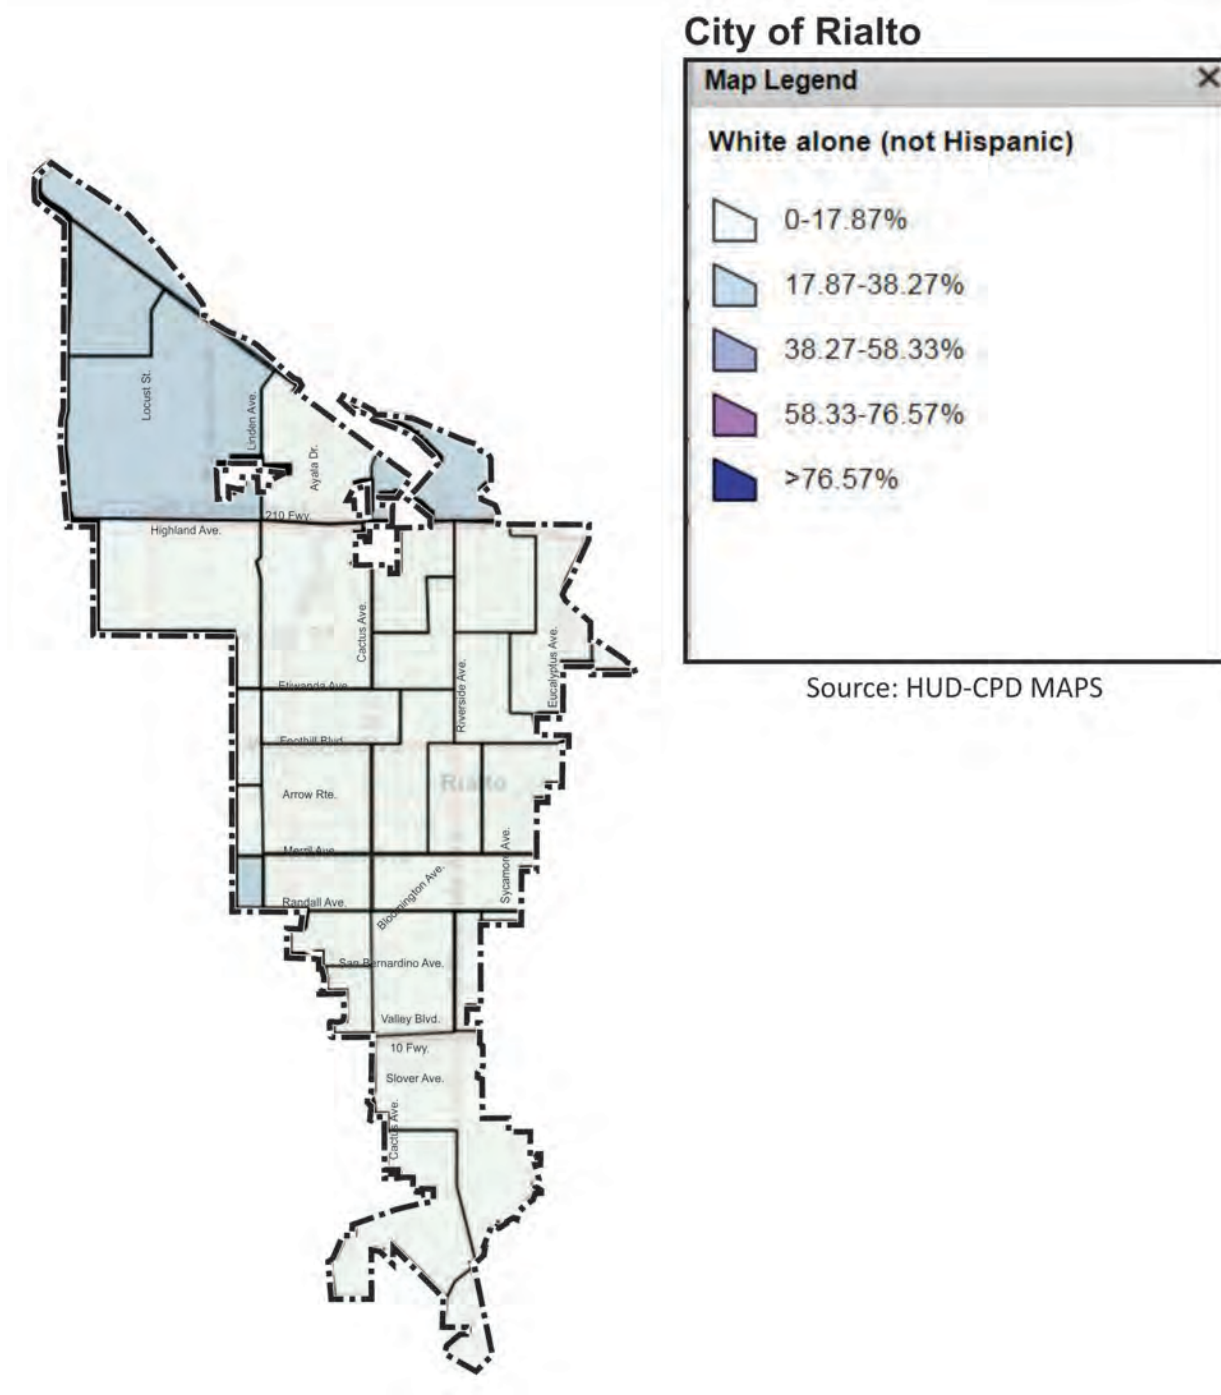 City of Rialto
Map Legend
White alone (not Hispanic)
0-17.87%
17.87-38.27%
38.27-58.33%
58.33-76.57%
>76.57%
Source: HUD-CPD MAPS
Locust St.
Linden Ave.
Ayala Dr.
210 Fwy.
Highland Ave.
Cactus Ave.
Eucalyptus Ave.
Riverside Ave.
Etiwanda Ave.
Foothill Blvd.
Rialto
Arrow Rte.
Merril Ave.
Sycamore Ave.
Bloomington Ave.
Randall Ave.
San Bernardino Ave.
Valley Blvd.
10 Fwy.
Slover Ave.
Cactus Ave.